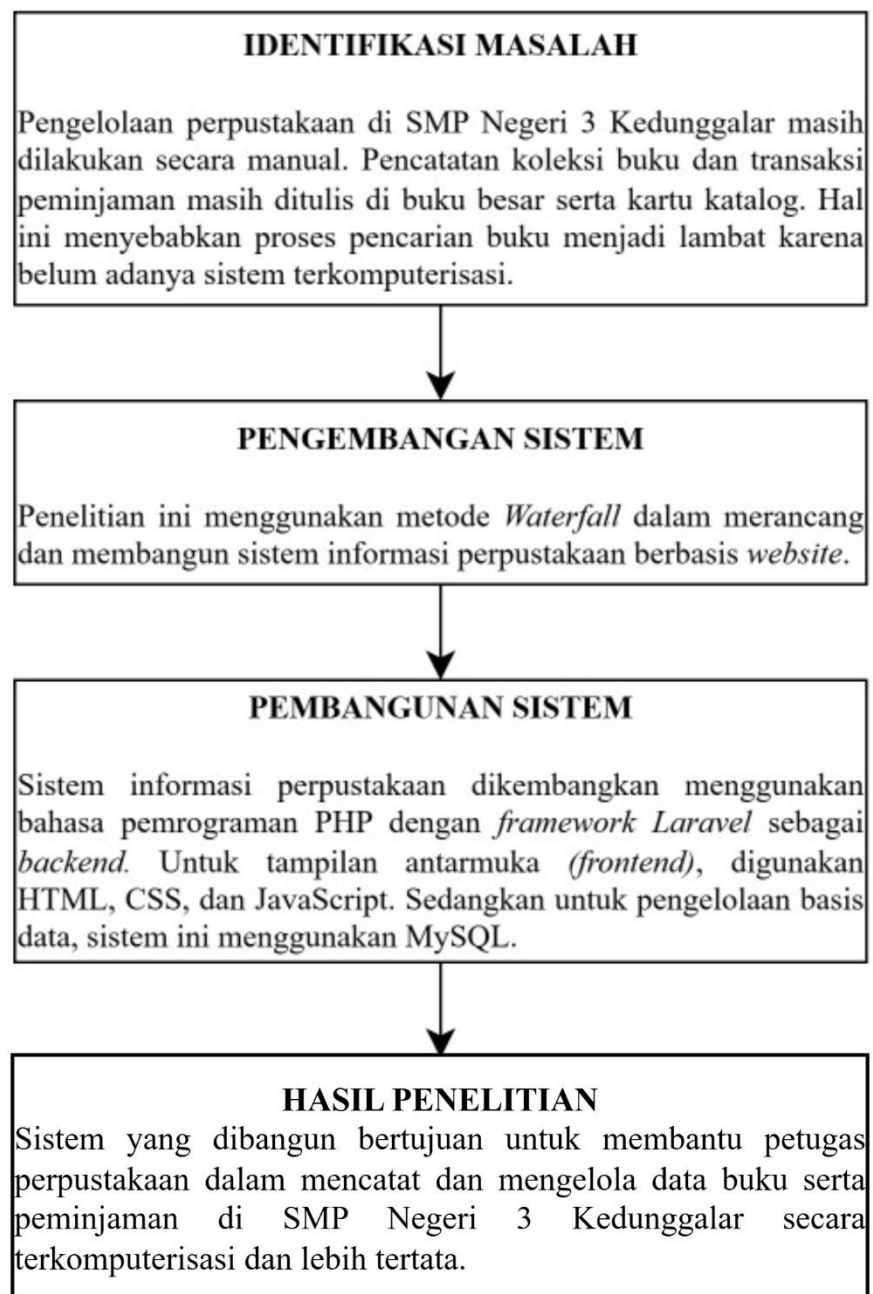 IDENTIFIKASI MASALAH
Pengelolaan perpustakaan di SMP Negeri 3 Kedunggalar masih
dilakukan secara manual. Pencatatan koleksi buku dan transaksi
peminjaman masih ditulis di buku besar serta kartu katalog. Hal
ini menyebabkan proses pencarian buku menjadi lambat karena
belum adanya sistem terkomputerisasi.
PENGEMBANGAN SISTEM
Penelitian ini menggunakan metode Waterfall dalam merancang
dan membangun sistem informasi perpustakaan berbasis website.
PEMBANGUNAN SISTEM
Sistem informasi perpustakaan dikembangkan menggunakan
bahasa pemrograman PHP dengan framework Laravel sebagai
backend. Untuk tampilan antarmuka (frontend), digunakan
HTML, CSS, dan JavaScript. Sedangkan untuk pengelolaan basis
data, sistem ini menggunakan MySQL.
HASIL PENELITIAN
Sistem yang dibangun bertujuan untuk membantu petugas
perpustakaan dalam mencatat dan mengelola data buku serta
peminjaman di SMP Negeri 3 Kedunggalar secara
terkomputerisasi dan lebih tertata.